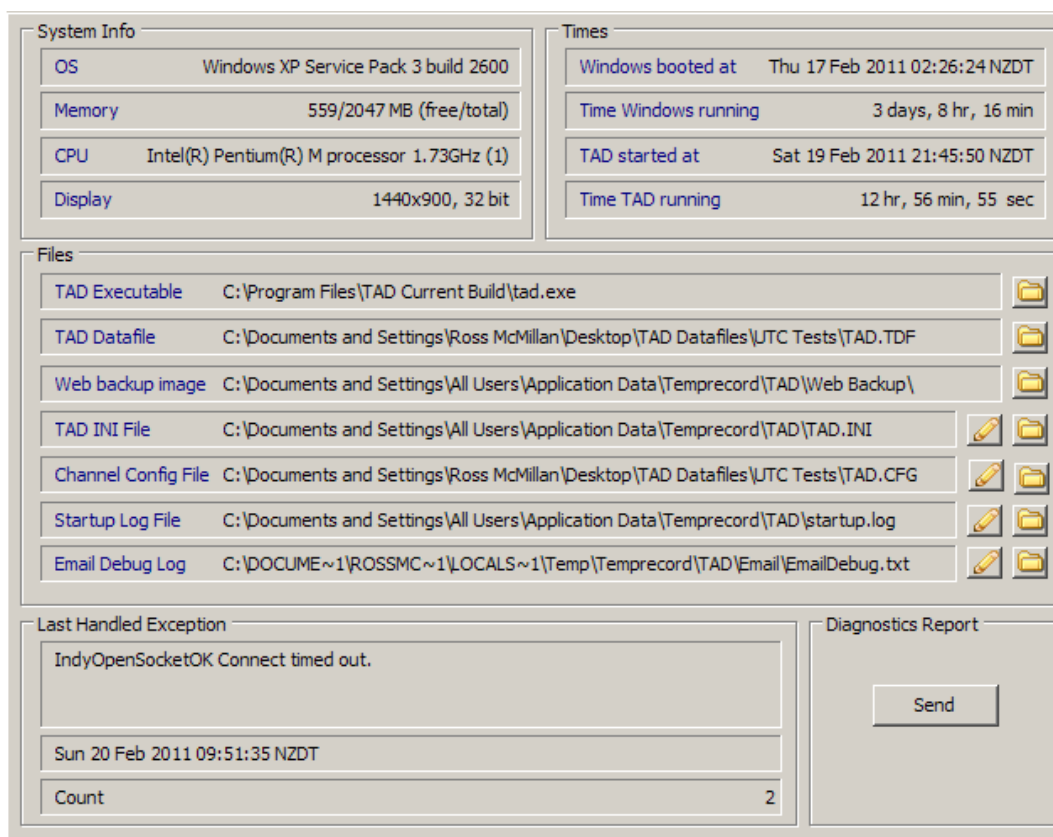 System Info
OS Windows XP Service Pack 3 build 2600
Memory 559/2047 MB (free/total)
CPU Intel(R) Pentium(R) M processor 1.73GHz (1)
Display 1440x900, 32 bit
Times
Windows booted at Thu 17 Feb 2011 02:26:24 NZDT
Time Windows running 3 days, 8 hr, 16 min
TAD started at Sat 19 Feb 2011 21:45:50 NZDT
Time TAD running 12 hr, 56 min, 55 sec
Files
TAD Executable C:\Program Files\TAD Current Build\tad.exe
TAD Datafile C:\Documents and Settings\Ross McMillan\Desktop\TAD Datafiles\UTC Tests\TAD.TDF
Web backup image C:\Documents and Settings\All Users\Application Data\Temprecord\TAD\Web Backup\
TAD INI File C:\Documents and Settings\All Users\Application Data\Temprecord\TAD\TAD.INI
Channel Config File C:\Documents and Settings\Ross McMillan\Desktop\TAD Datafiles\UTC Tests\TAD.CFG
Startup Log File C:\Documents and Settings\All Users\Application Data\Temprecord\TAD\startup.log
Email Debug Log C:\DOCUME~1\ROSSMC~1\LOCALS~1\Temp\Temprecord\TAD\Email\EmailDebug.txt
Last Handled Exception
IndyOpenSocketOK Connect timed out.
Sun 20 Feb 2011 09:51:35 NZDT
Count 2
Diagnostics Report
Send